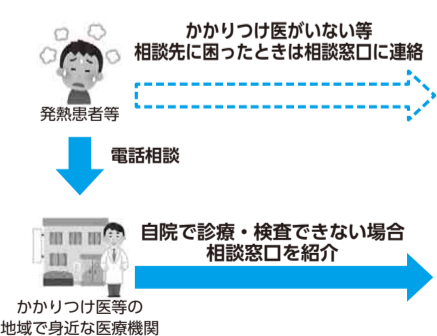 かかりつけ医がいない等
相談先に困ったときは相談窓口に連絡
発熱患者等
電話相談
自院で診療・検査できない場合
相談窓口を紹介
かかりつけ医等の
地域で身近な医療機関